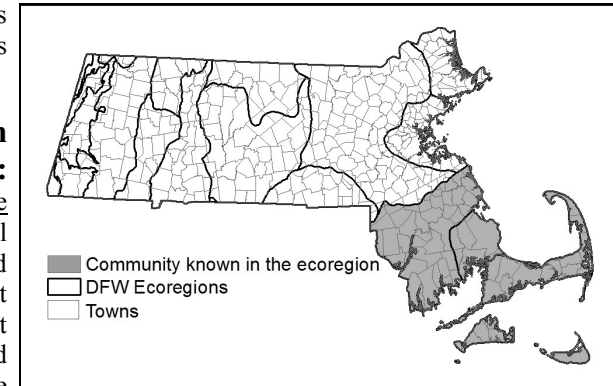 s
s
n
:
e
l
d
t
t
d
e
Community known in the ecoregion
DFW Ecoregions
Towns